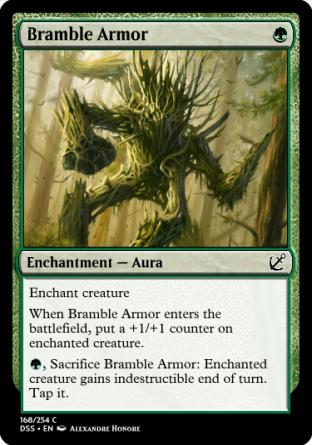 Bramble Armor
Enchantment — Aura
Enchant creature
When Bramble Armor enters the
battlefield, put a +1/+1 counter on
enchanted creature.
, Sacrifice Bramble Armor: Enchanted
creature gains indestructible end of turn.
Tap it.
168/254 C
DSS • EN Alexandre Honore